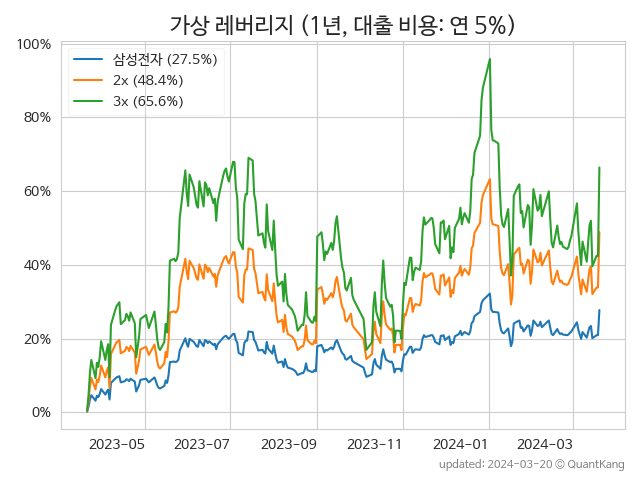 가상 레버리지 (1년, 대출 비용: 연 5%)
100%
80%
60%
40%
20%
0%
삼성전자 (27.5%)
2x (48.4%)
3x (65.6%)
2023-05 2023-07 2023-09 2023-11 2024-01 2024-03
updated: 2024-03-20 © QuantKang